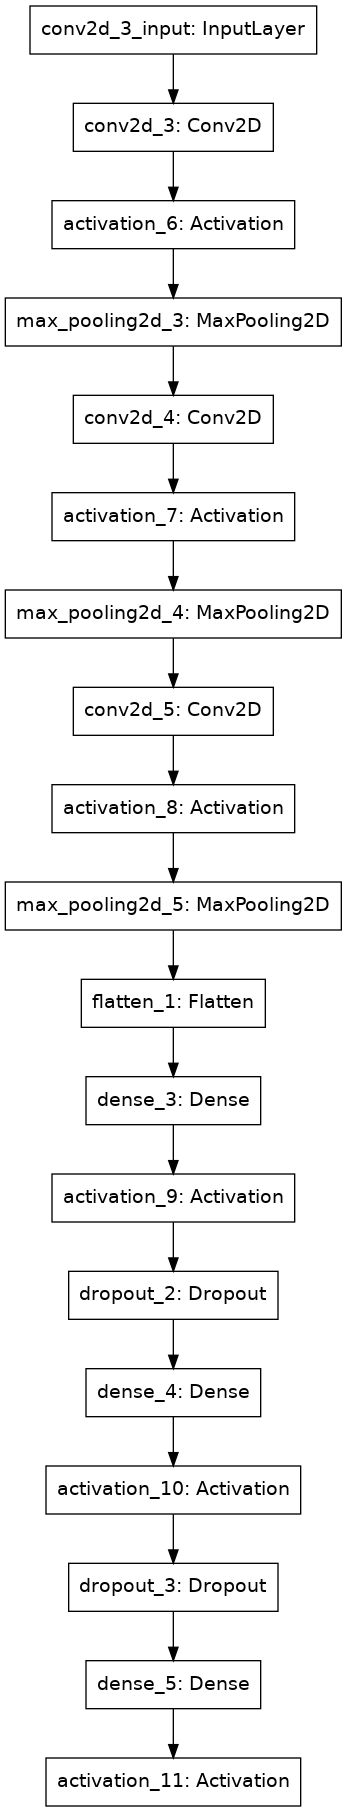 conv2d_3_input: InputLayer
conv2d_3: Conv2D
activation_6: Activation
max_pooling2d_3: MaxPooling2D
conv2d_4: Conv2D
activation_7: Activation
max_pooling2d_4: MaxPooling2D
conv2d_5: Conv2D
activation_8: Activation
max_pooling2d_5: MaxPooling2D
flatten_1: Flatten
dense_3: Dense
activation_9: Activation
dropout_2: Dropout
dense_4: Dense
activation_10: Activation
dropout_3: Dropout
dense_5: Dense
activation_11: Activation